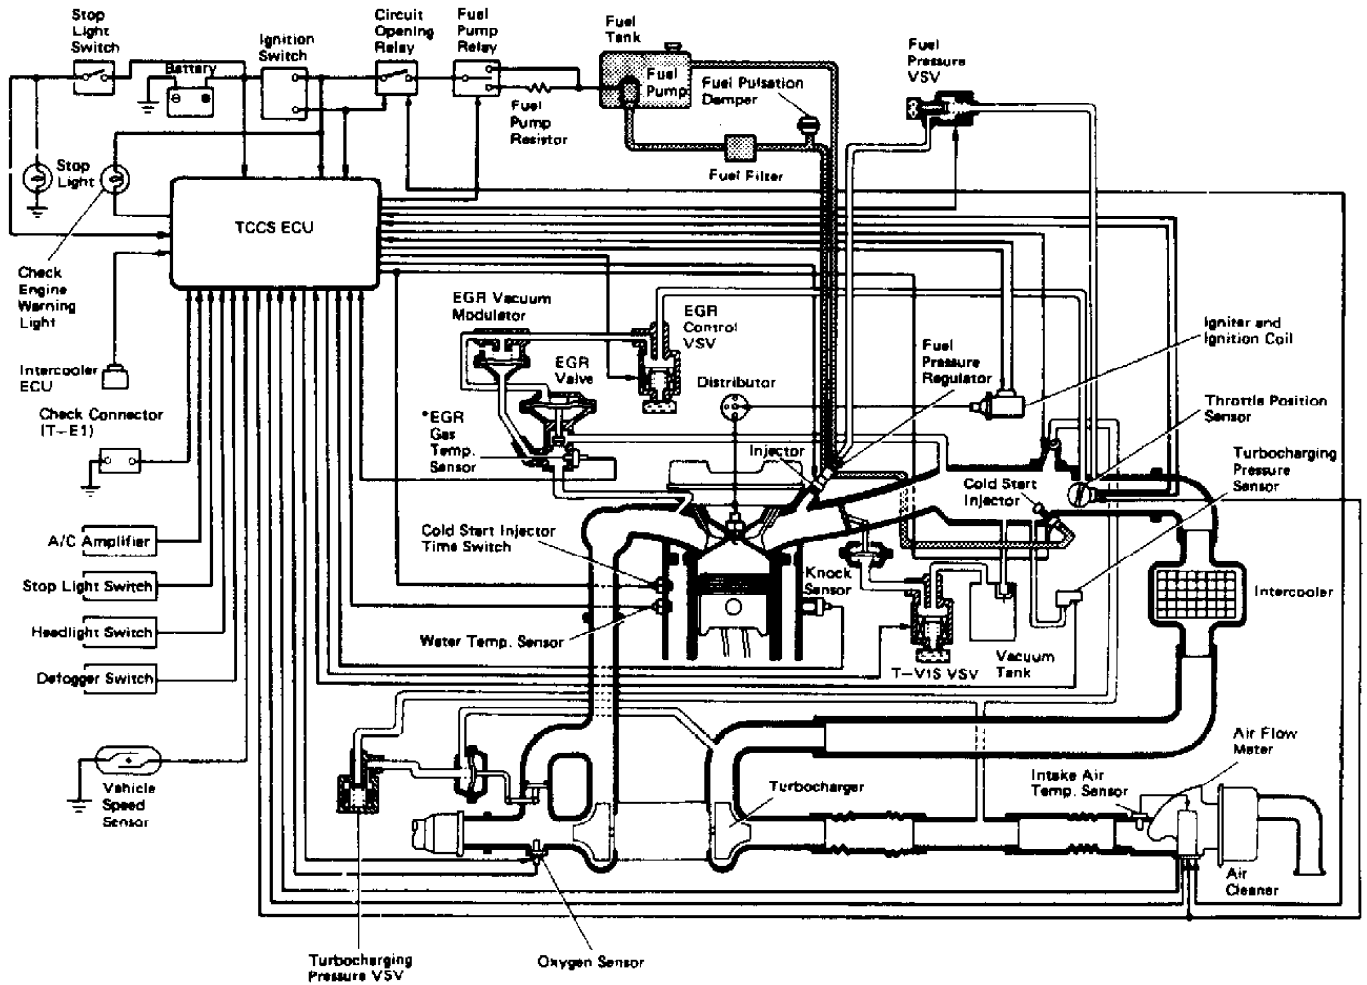 Stop
Light
Switch
Battery
Ignition
Switch
Circuit
Opening
Relay
Fuel
Pump
Relay
Fuel
Tank
Fuel
Pump
Fuel
Pump
Resistor
Fuel Pulsation
Damper
Fuel Filter
Fuel
Pressure
VSV
Stop
Light
TCCS ECU
Check
Engine
Warning
Light
Intercooler
ECU
Check Connector
(T-E1)
EGR Vacuum
Modulator
EGR
Control
VSV
EGR
Valve
*EGR
Gas
Temp.
Sensor
Distributor
Fuel
Pressure
Regulator
Igniter and
Ignition Coil
Throttle Position
Sensor
Turbocharging
Pressure
Sensor
Injector
Cold Start
Injector
A/C Amplifier
Stop Light Switch
Headlight Switch
Defogger Switch
Cold Start Injector
Time Switch
Water Temp. Sensor
Knock
Sensor
T-VIS VSV
Vacuum
Tank
Intercooler
Vehicle
Speed
Sensor
Turbocharger
Intake Air
Temp. Sensor
Air Flow
Meter
Air
Cleaner
Turbocharging
Pressure VSV
Oxygen Sensor